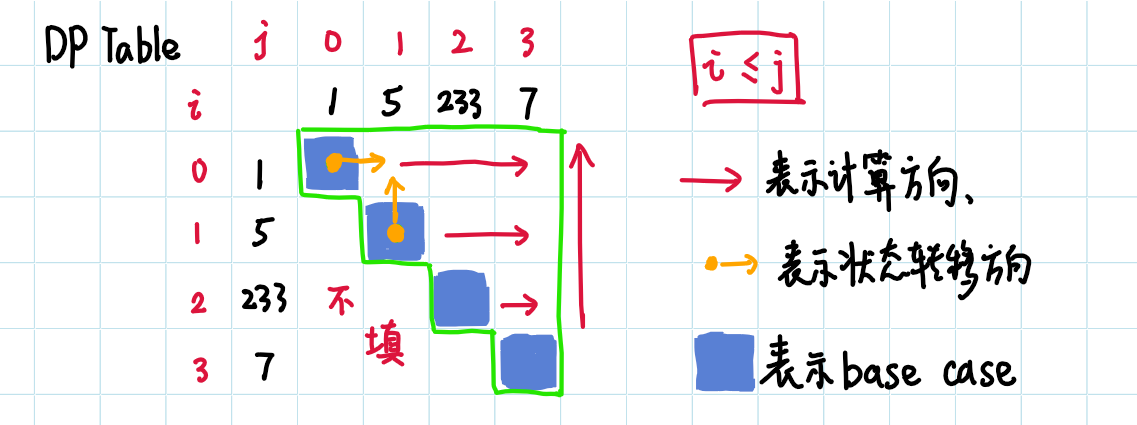 DP Table j 0 1 2 3
i ≤ j
i 1 5 233 7
0 1
表示计算方向、
1 5
表示状态转移方向
2 233 不
填
3 7
表示base case